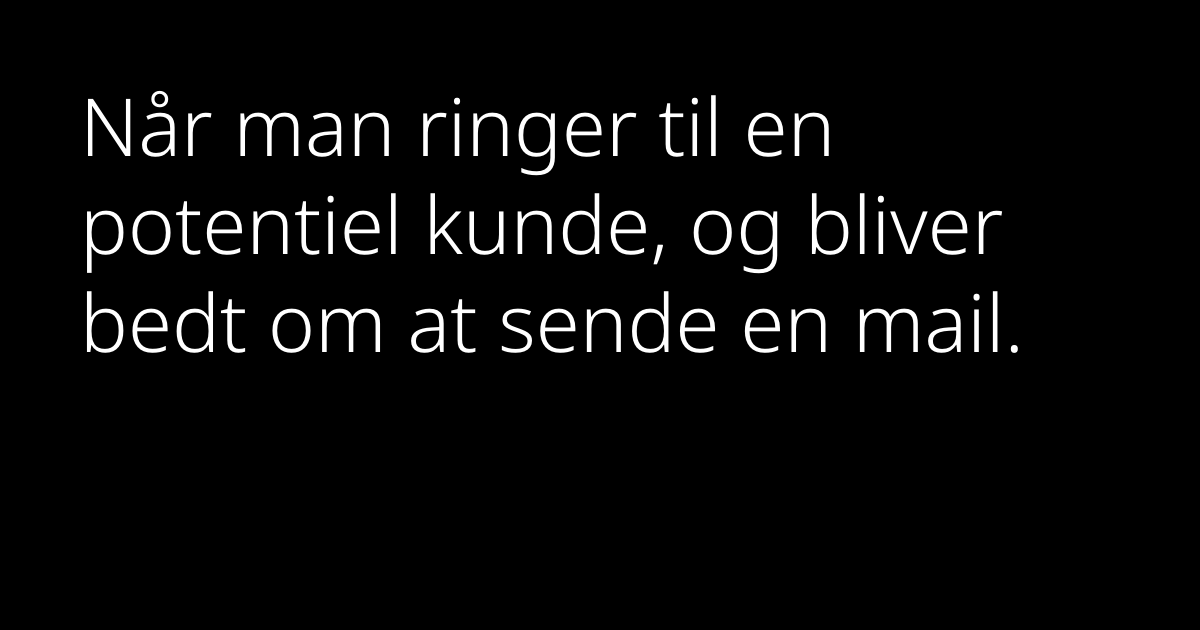 Når man ringer til en
potentiel kunde, og bliver
bedt om at sende en mail.